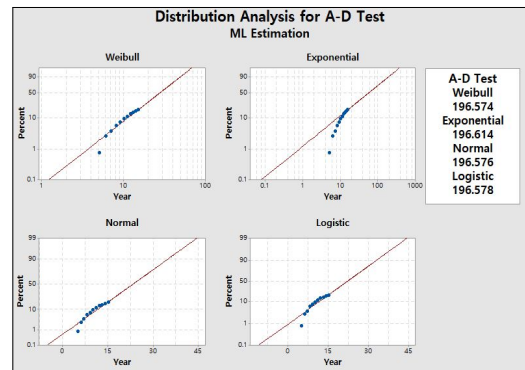 Distribution Analysis for A-D Test
ML Estimation
Weibull
90
50
10
1
0.1
Percent
1
10
100
Year
Exponential
90
50
10
1
0.1
Percent
0.1
1
10
100
1000
Year
A-D Test
Weibull
196.574
Exponential
196.614
Normal
196.576
Logistic
196.578
Normal
99
90
50
10
1
0.1
Percent
0
15
30
45
Year
Logistic
99
90
50
10
1
0.1
Percent
0
15
30
45
Year